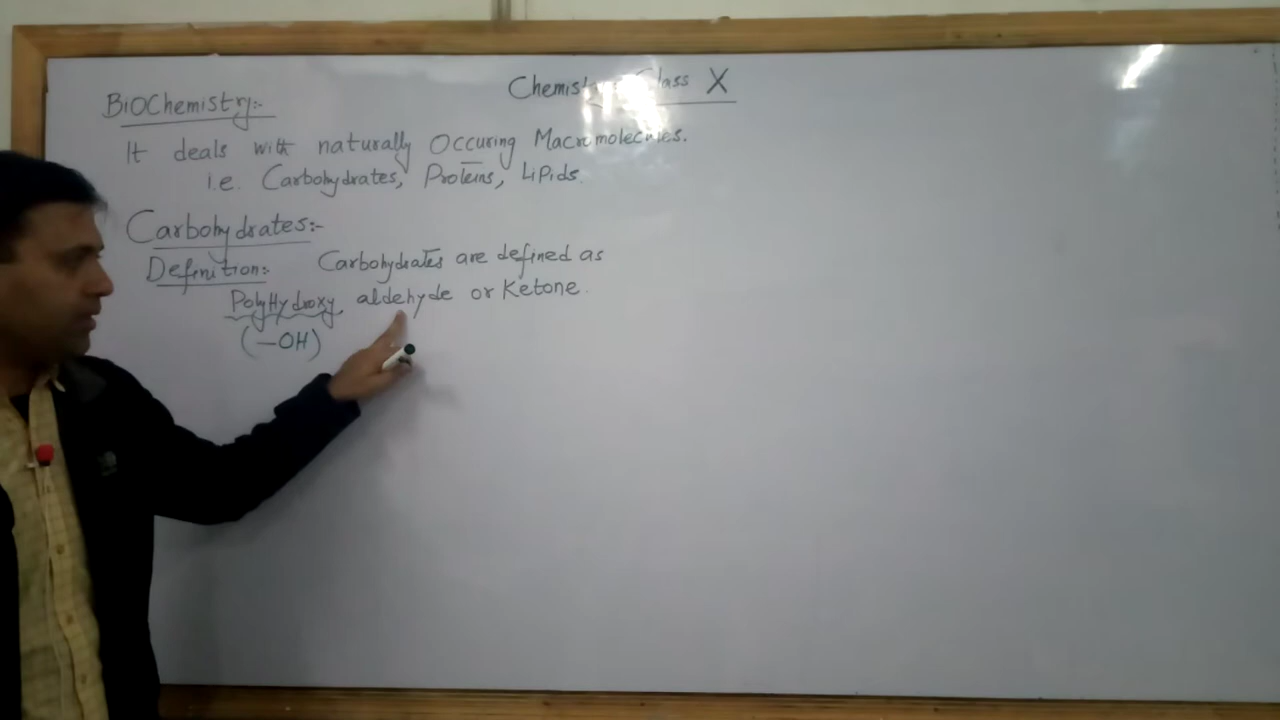 Chemistry Class X
BiOChemistry:-
It deals with naturally Occuring Macromolecules.
i.e. Carbohydrates, Proteins, Lipids.
Carbohydrates:-
Definition:- Carbohydrates are defined as
PolyHydroxy aldehyde or Ketone.
(-OH)